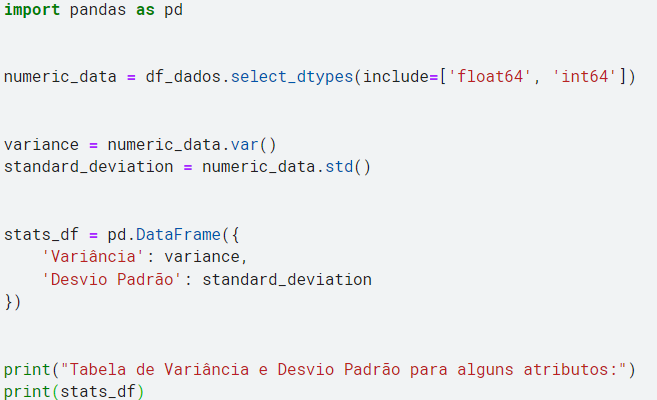 import pandas as pd
numeric_data = df_dados.select_dtypes(include=['float64', 'int64'])
variance = numeric_data.var()
standard_deviation = numeric_data.std()
stats_df = pd.DataFrame({
    'Variância': variance,
    'Desvio Padrão': standard_deviation
})
print("Tabela de Variância e Desvio Padrão para alguns atributos:")
print(stats_df)